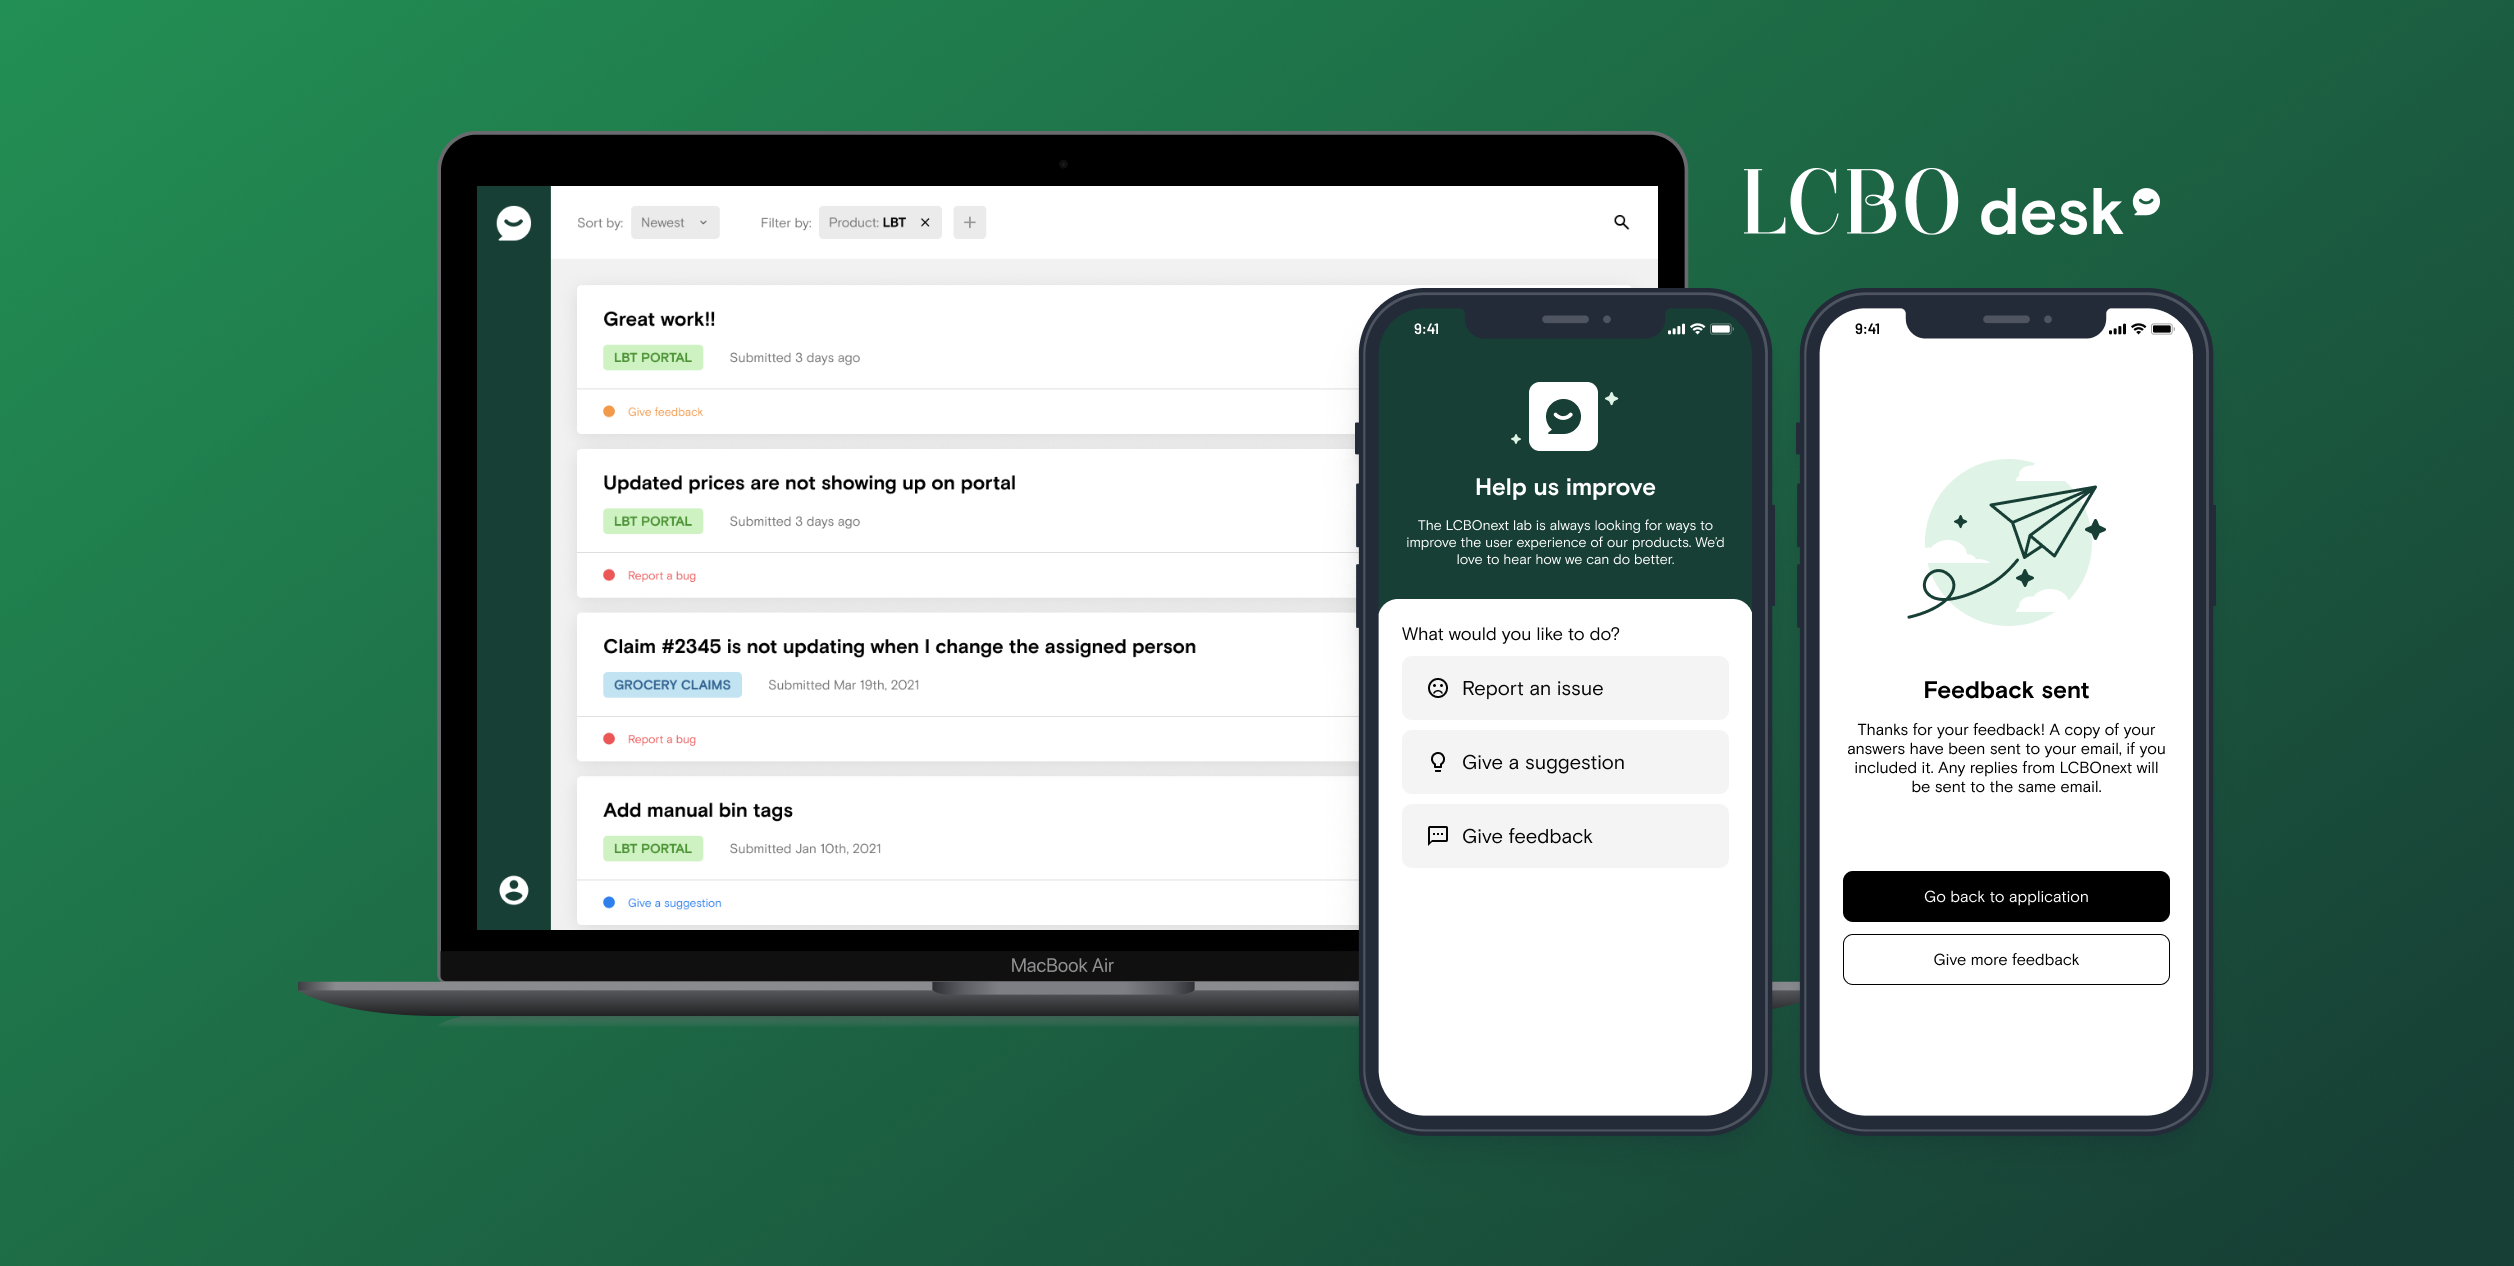 LCBO desk
Sort by: Newest Filter by: Product: LBT
Great work!!
LBT PORTAL Submitted 3 days ago
Give feedback
Updated prices are not showing up on portal
LBT PORTAL Submitted 3 days ago
Report a bug
Claim #2345 is not updating when I change the assigned person
GROCERY CLAIMS Submitted Mar 19th, 2021
Report a bug
Add manual bin tags
LBT PORTAL Submitted Jan 10th, 2021
Give a suggestion
MacBook Air
9:41
Help us improve
The LCBOnext lab is always looking for ways to
improve the user experience of our products. We'd
love to hear how we can do better.
What would you like to do?
Report an issue
Give a suggestion
Give feedback
9:41
Feedback sent
Thanks for your feedback! A copy of your
answers have been sent to your email, if you
included it. Any replies from LCBOnext will
be sent to the same email.
Go back to application
Give more feedback